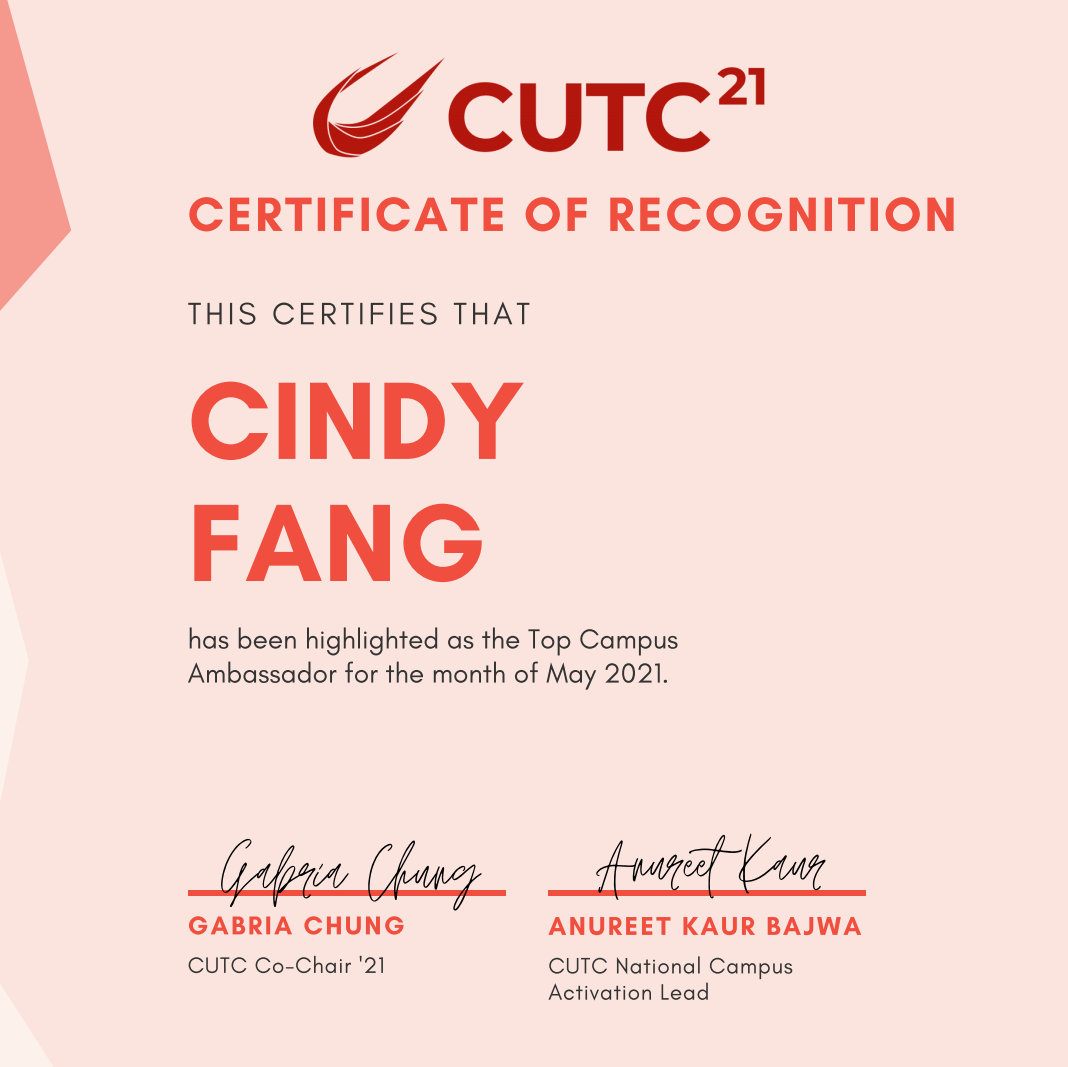 CUTC 21
CERTIFICATE OF RECOGNITION
THIS CERTIFIES THAT
CINDY
FANG
has been highlighted as the Top Campus
Ambassador for the month of May 2021.
Gabria Chung
GABRIA CHUNG
CUTC Co-Chair '21
Anureet Kaur
ANUREET KAUR BAJWA
CUTC National Campus
Activation Lead